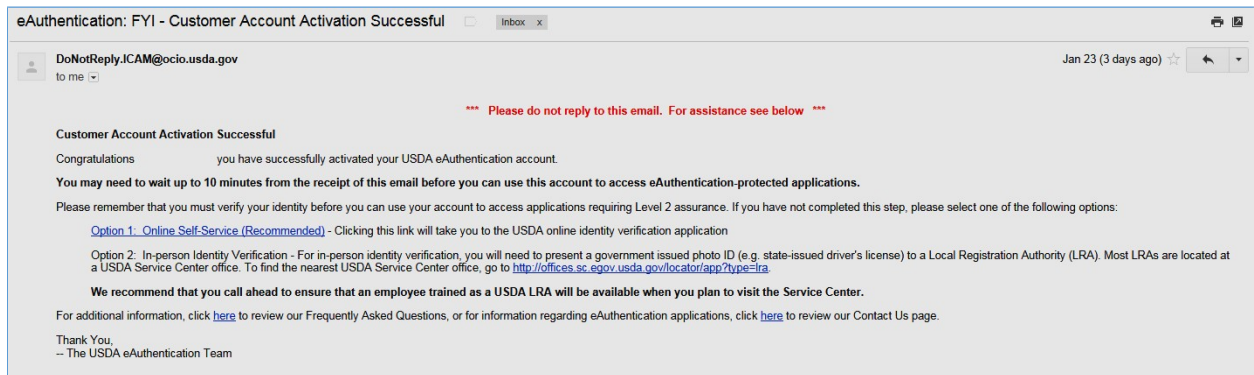 eAuthentication: FYI - Customer Account Activation Successful Inbox x
DoNotReply.ICAM@ocio.usda.gov Jan 23 (3 days ago)
to me
*** Please do not reply to this email. For assistance see below ***
Customer Account Activation Successful
Congratulations you have successfully activated your USDA eAuthentication account.
You may need to wait up to 10 minutes from the receipt of this email before you can use this account to access eAuthentication-protected applications.
Please remember that you must verify your identity before you can use your account to access applications requiring Level 2 assurance. If you have not completed this step, please select one of the following options:
Option 1: Online Self-Service (Recommended) - Clicking this link will take you to the USDA online identity verification application
Option 2: In-person Identity Verification - For in-person identity verification, you will need to present a government issued photo ID (e.g. state-issued driver's license) to a Local Registration Authority (LRA). Most LRAs are located at
a USDA Service Center office. To find the nearest USDA Service Center office, go to http://offices.sc.egov.usda.gov/locator/app?type=lra.
We recommend that you call ahead to ensure that an employee trained as a USDA LRA will be available when you plan to visit the Service Center.
For additional information, click here to review our Frequently Asked Questions, or for information regarding eAuthentication applications, click here to review our Contact Us page.
Thank You,
-- The USDA eAuthentication Team